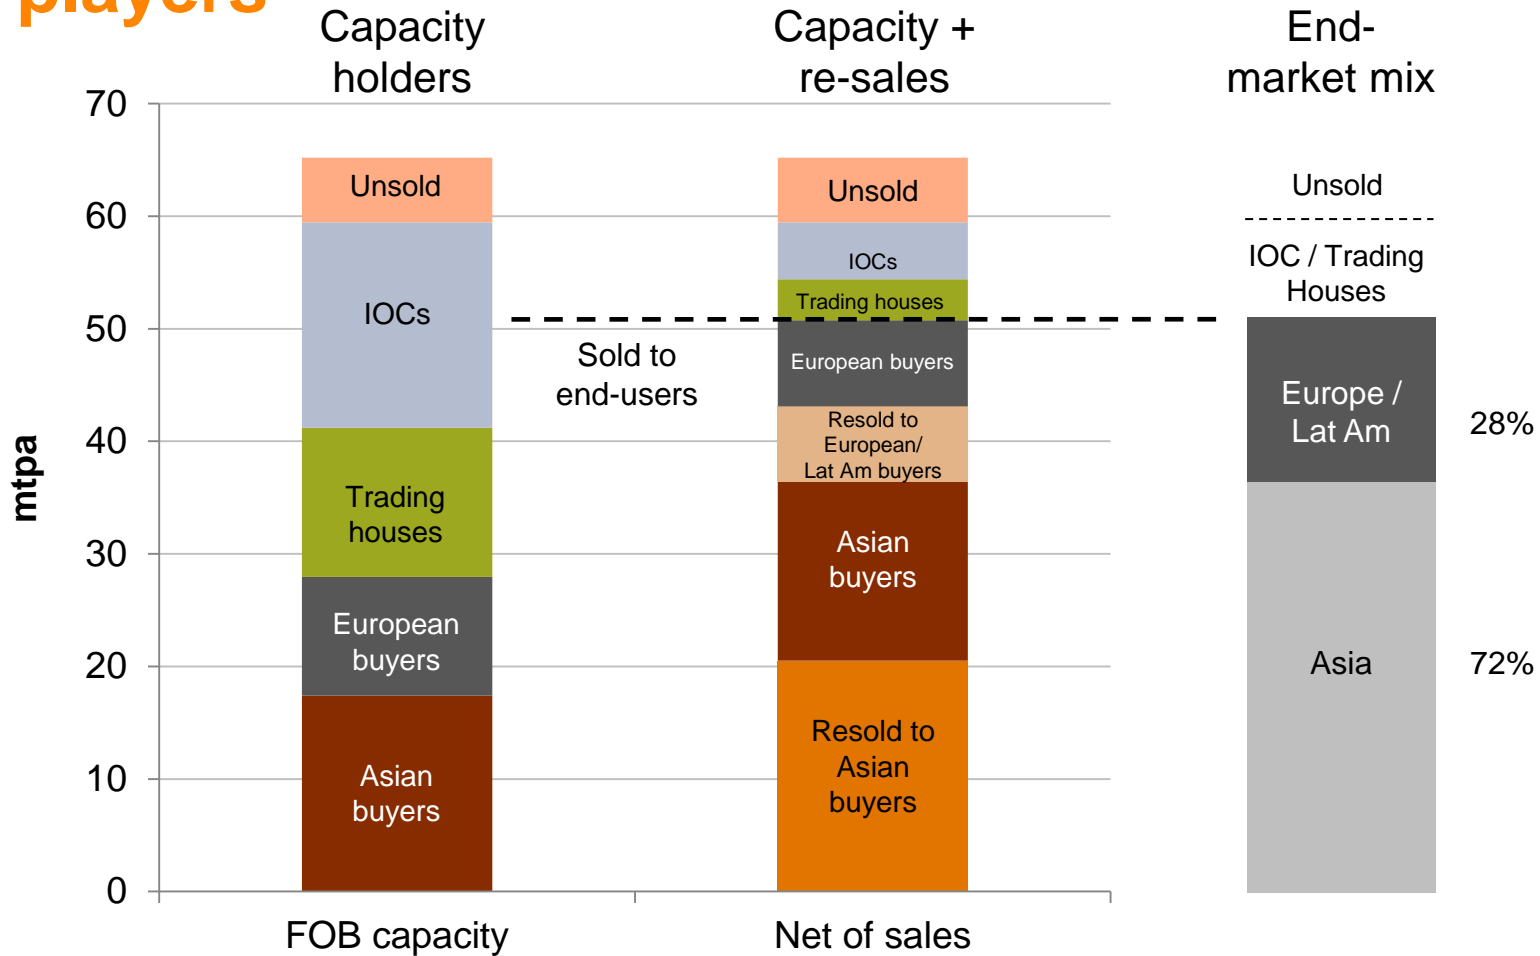 players
Capacity
holders
Capacity +
re-sales
End-
market mix
70
60
50
40
30
20
10
0
mtpa
Unsold
IOCs
Trading
houses
European
buyers
Asian
buyers
FOB capacity
Sold to
end-users
Unsold
IOCs
Trading houses
European buyers
Resold to
European/
Lat Am buyers
Asian
buyers
Resold to
Asian
buyers
Net of sales
Unsold
IOC / Trading
Houses
Europe /
Lat Am
28%
Asia
72%